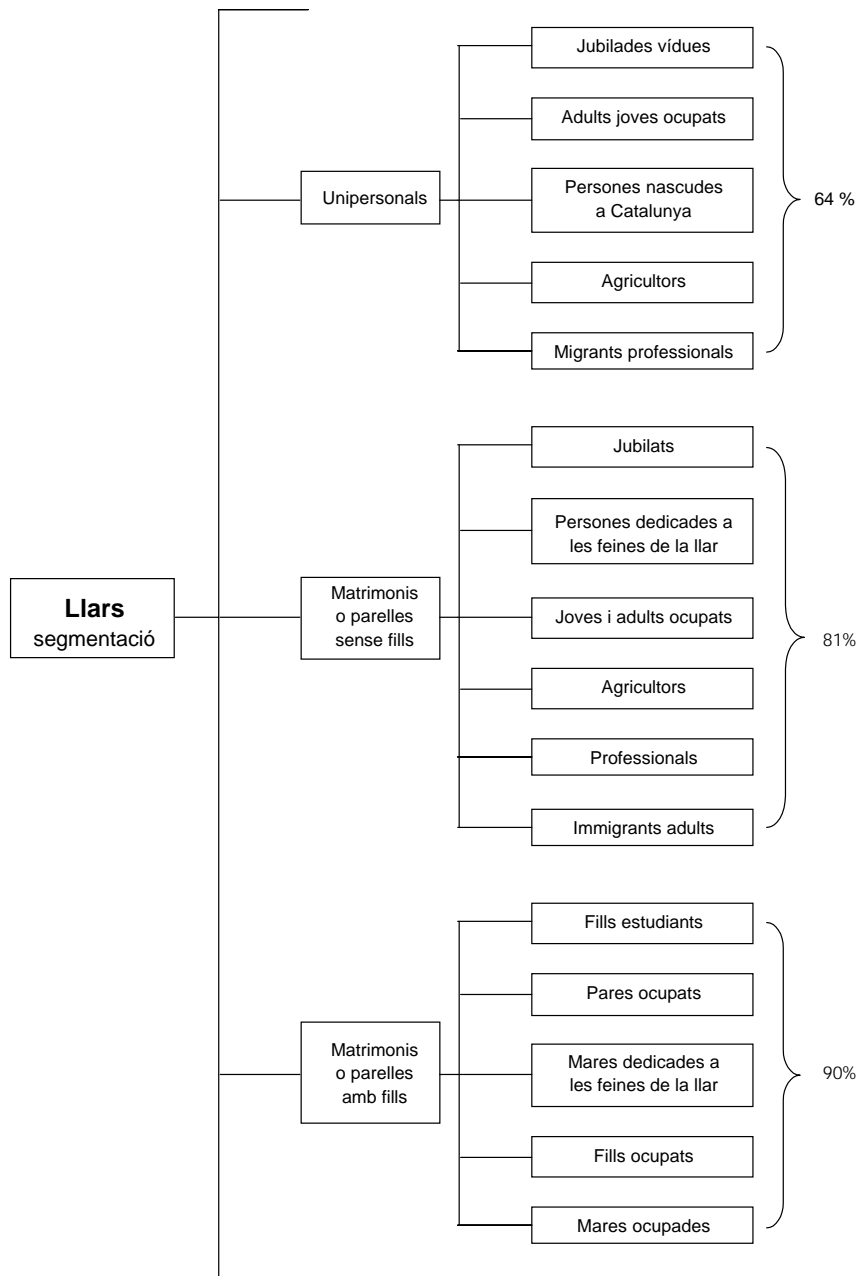 Llars
segmentació
Unipersonals
Jubilades vídues
Adults joves ocupats
Persones nascudes
a Catalunya
Agricultors
Migrants professionals
64 %
Matrimonis
o parelles
sense fills
Jubilats
Persones dedicades a
les feines de la llar
Joves i adults ocupats
Agricultors
Professionals
Immigrants adults
81%
Matrimonis
o parelles
amb fills
Fills estudiants
Pares ocupats
Mares dedicades a
les feines de la llar
Fills ocupats
Mares ocupades
90%